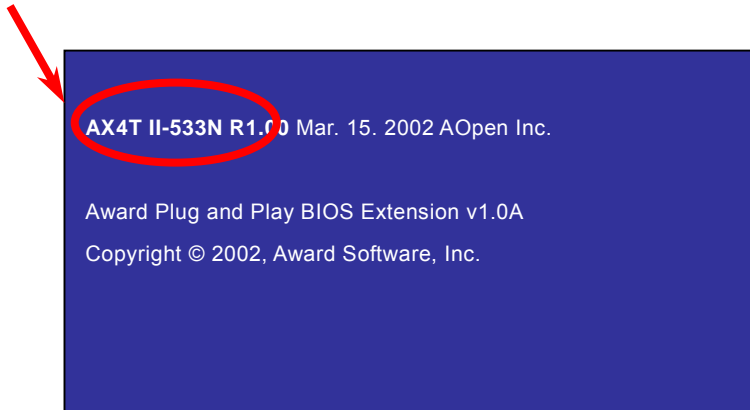 AX4T II-533N R1.00 Mar. 15. 2002 AOpen Inc.
Award Plug and Play BIOS Extension v1.0A
Copyright © 2002, Award Software, Inc.